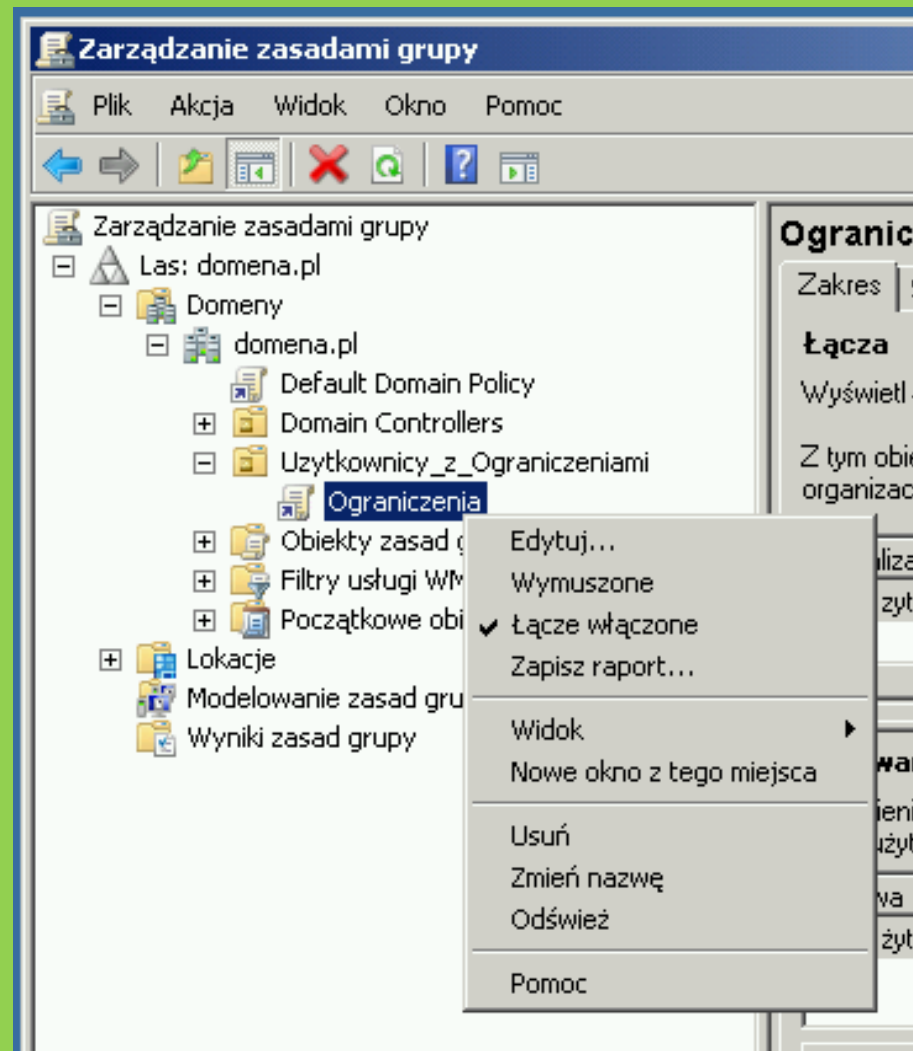 Zarządzanie zasadami grupy
Plik Akcja Widok Okno Pomoc
Zarządzanie zasadami grupy
Las: domena.pl
Domeny
domena.pl
Default Domain Policy
Domain Controllers
Uzytkownicy_z_Ograniczeniami
Ograniczenia
Obiekty zasad
Filtry usługi
Początkowe
Lokacje
Modelowanie zasad
Wyniki zasad grupy
Zakres
Łącza
Wyświetl
Z tym
Edytuj...
Wymuszone
Łącze włączone
Zapisz raport...
Widok
Nowe okno z tego miejsca
Usuń
Zmień nazwę
Odśwież
Pomoc